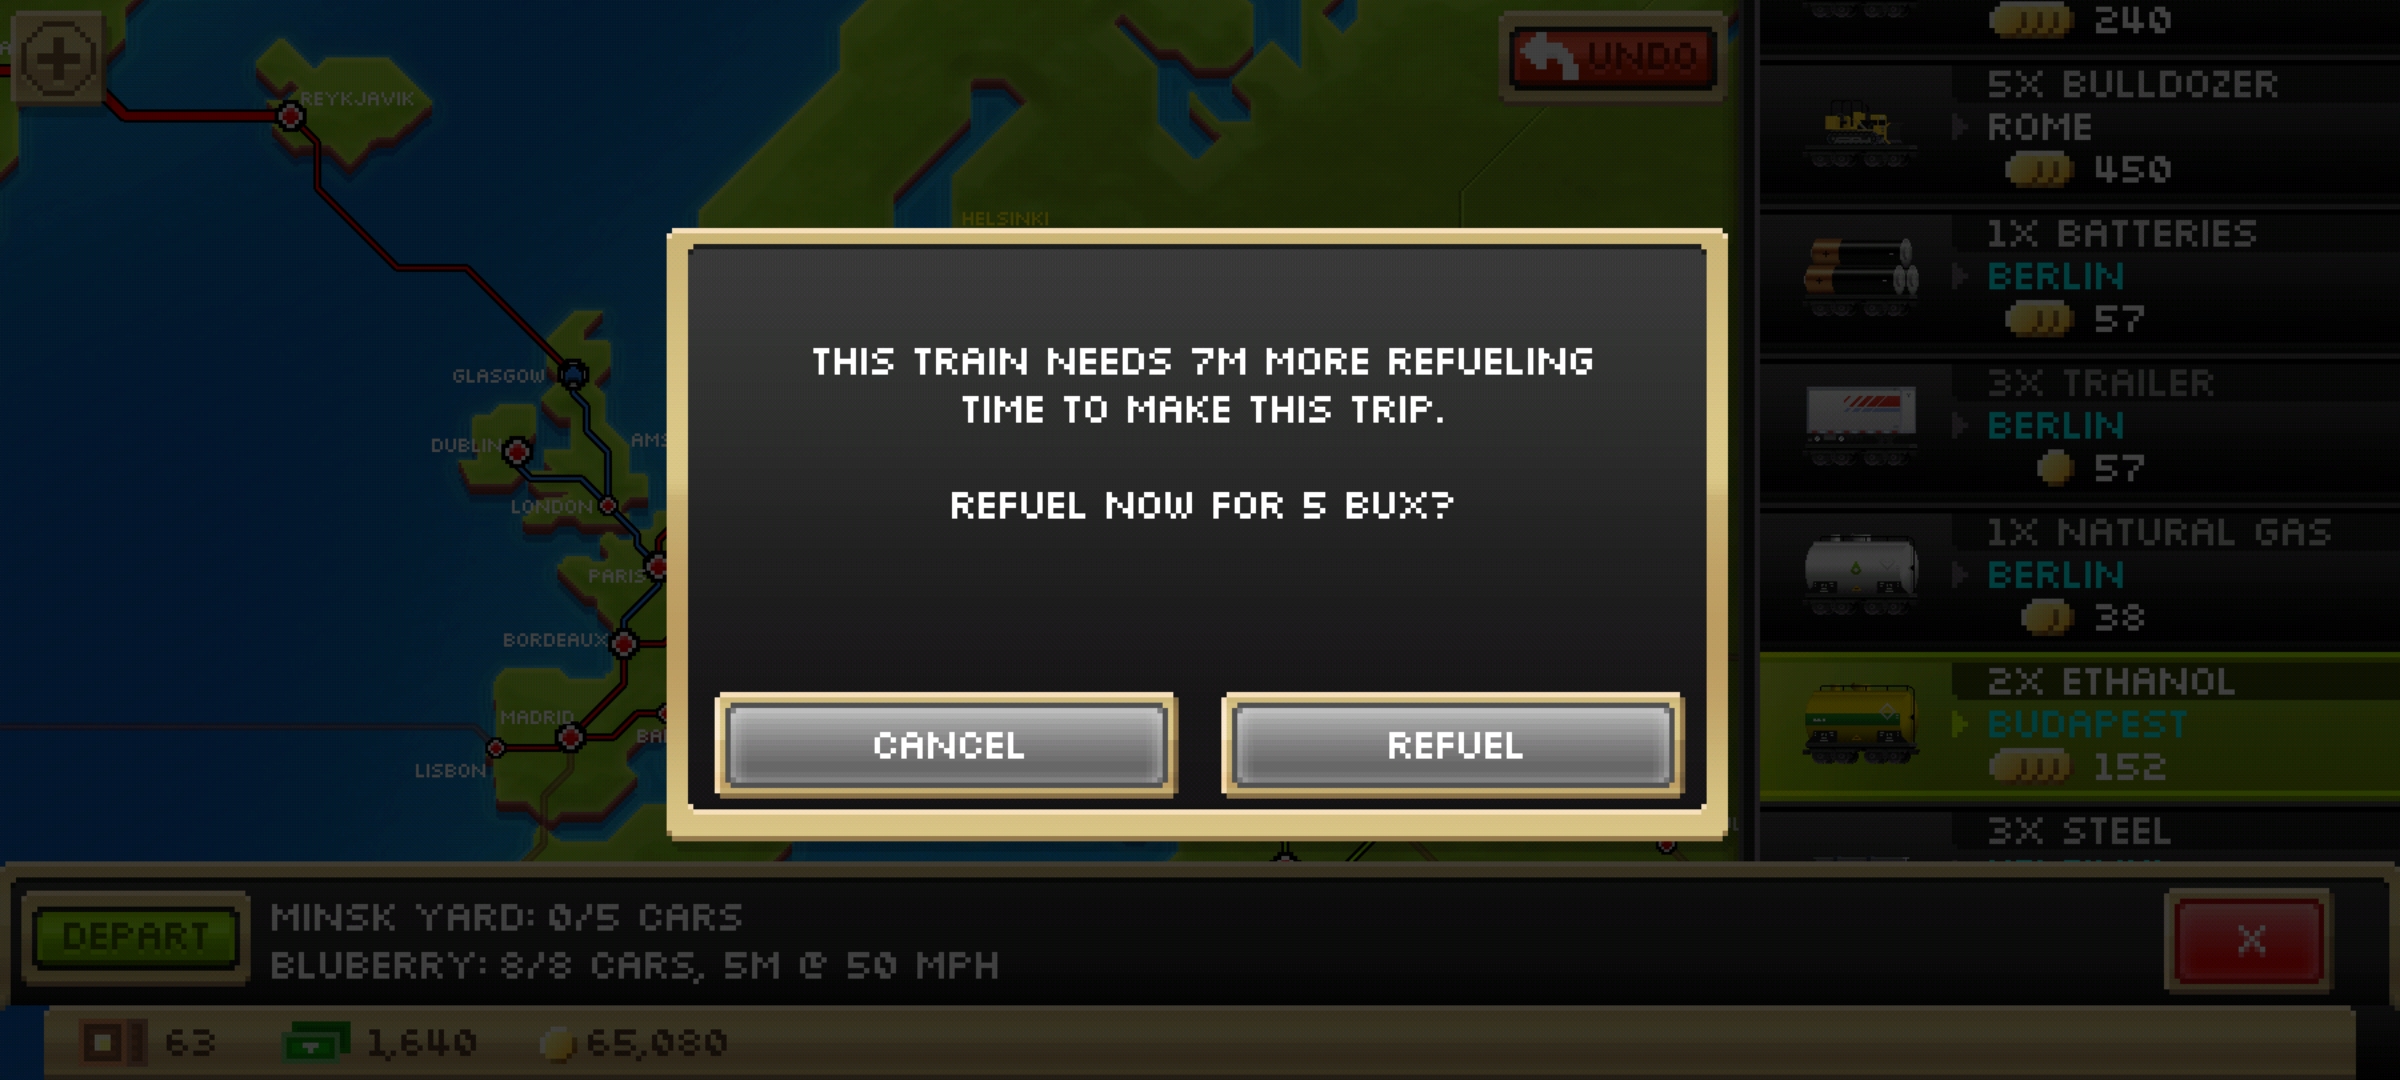 240
UNDO
5X BULLDOZER
ROME
450
REYKJAVIK
HELSINKI
1X BATTERIES
BERLIN
57
THIS TRAIN NEEDS 7M MORE REFUELING
TIME TO MAKE THIS TRIP.
REFUEL NOW FOR 5 BUX?
GLASGOW
3X TRAILER
BERLIN
57
DUBLIN
LONDON
1X NATURAL GAS
BERLIN
38
PARIS
BORDEAUX
MADRID
LISBON
CANCEL
REFUEL
2X ETHANOL
BUDAPEST
152
3X STEEL
DEPART
MINSK YARD: 0/5 CARS
BLUBERRY: 8/8 CARS, 5M @ 50 MPH
X
63
1,640
65,080